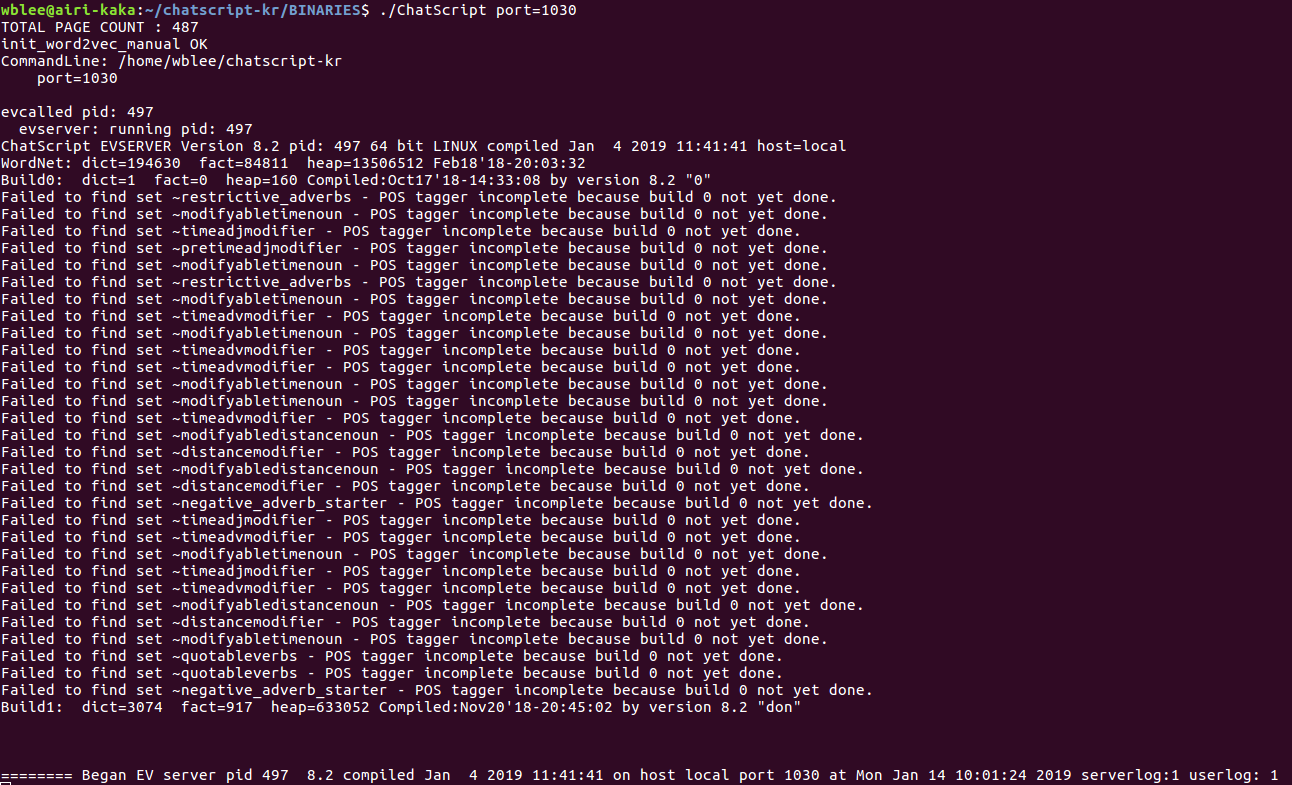 wblee@airi-kaka:~/chatscript-kr/BINARIES$ ./ChatScript port=1030
TOTAL PAGE COUNT : 487
init_word2vec_manual OK
CommandLine: /home/wblee/chatscript-kr
    port=1030

evcalled pid: 497
  evserver: running pid: 497
ChatScript EVSERVER Version 8.2 pid: 497 64 bit LINUX compiled Jan  4 2019 11:41:41 host=local
WordNet: dict=194630  fact=84811  heap=13506512 Feb18'18-20:03:32
Build0:  dict=1  fact=0  heap=160 Compiled:Oct17'18-14:33:08 by version 8.2 "0"
Failed to find set ~restrictive_adverbs - POS tagger incomplete because build 0 not yet done.
Failed to find set ~modifyabletimenoun - POS tagger incomplete because build 0 not yet done.
Failed to find set ~timeadjmodifier - POS tagger incomplete because build 0 not yet done.
Failed to find set ~pretimeadjmodifier - POS tagger incomplete because build 0 not yet done.
Failed to find set ~modifyabletimenoun - POS tagger incomplete because build 0 not yet done.
Failed to find set ~restrictive_adverbs - POS tagger incomplete because build 0 not yet done.
Failed to find set ~modifyabletimenoun - POS tagger incomplete because build 0 not yet done.
Failed to find set ~timeadvmodifier - POS tagger incomplete because build 0 not yet done.
Failed to find set ~modifyabletimenoun - POS tagger incomplete because build 0 not yet done.
Failed to find set ~timeadvmodifier - POS tagger incomplete because build 0 not yet done.
Failed to find set ~timeadvmodifier - POS tagger incomplete because build 0 not yet done.
Failed to find set ~modifyabletimenoun - POS tagger incomplete because build 0 not yet done.
Failed to find set ~modifyabletimenoun - POS tagger incomplete because build 0 not yet done.
Failed to find set ~timeadvmodifier - POS tagger incomplete because build 0 not yet done.
Failed to find set ~modifyabledistancenoun - POS tagger incomplete because build 0 not yet done.
Failed to find set ~distancemodifier - POS tagger incomplete because build 0 not yet done.
Failed to find set ~modifyabledistancenoun - POS tagger incomplete because build 0 not yet done.
Failed to find set ~distancemodifier - POS tagger incomplete because build 0 not yet done.
Failed to find set ~negative_adverb_starter - POS tagger incomplete because build 0 not yet done.
Failed to find set ~timeadjmodifier - POS tagger incomplete because build 0 not yet done.
Failed to find set ~timeadvmodifier - POS tagger incomplete because build 0 not yet done.
Failed to find set ~modifyabletimenoun - POS tagger incomplete because build 0 not yet done.
Failed to find set ~timeadjmodifier - POS tagger incomplete because build 0 not yet done.
Failed to find set ~timeadvmodifier - POS tagger incomplete because build 0 not yet done.
Failed to find set ~modifyabledistancenoun - POS tagger incomplete because build 0 not yet done.
Failed to find set ~distancemodifier - POS tagger incomplete because build 0 not yet done.
Failed to find set ~modifyabletimenoun - POS tagger incomplete because build 0 not yet done.
Failed to find set ~quotableverbs - POS tagger incomplete because build 0 not yet done.
Failed to find set ~quotableverbs - POS tagger incomplete because build 0 not yet done.
Failed to find set ~negative_adverb_starter - POS tagger incomplete because build 0 not yet done.
Build1:  dict=3074  fact=917  heap=633052 Compiled:Nov20'18-20:45:02 by version 8.2 "don"

======== Began EV server pid 497  8.2 compiled Jan  4 2019 11:41:41 on host local port 1030 at Mon Jan 14 10:01:24 2019 serverlog:1 userlog: 1